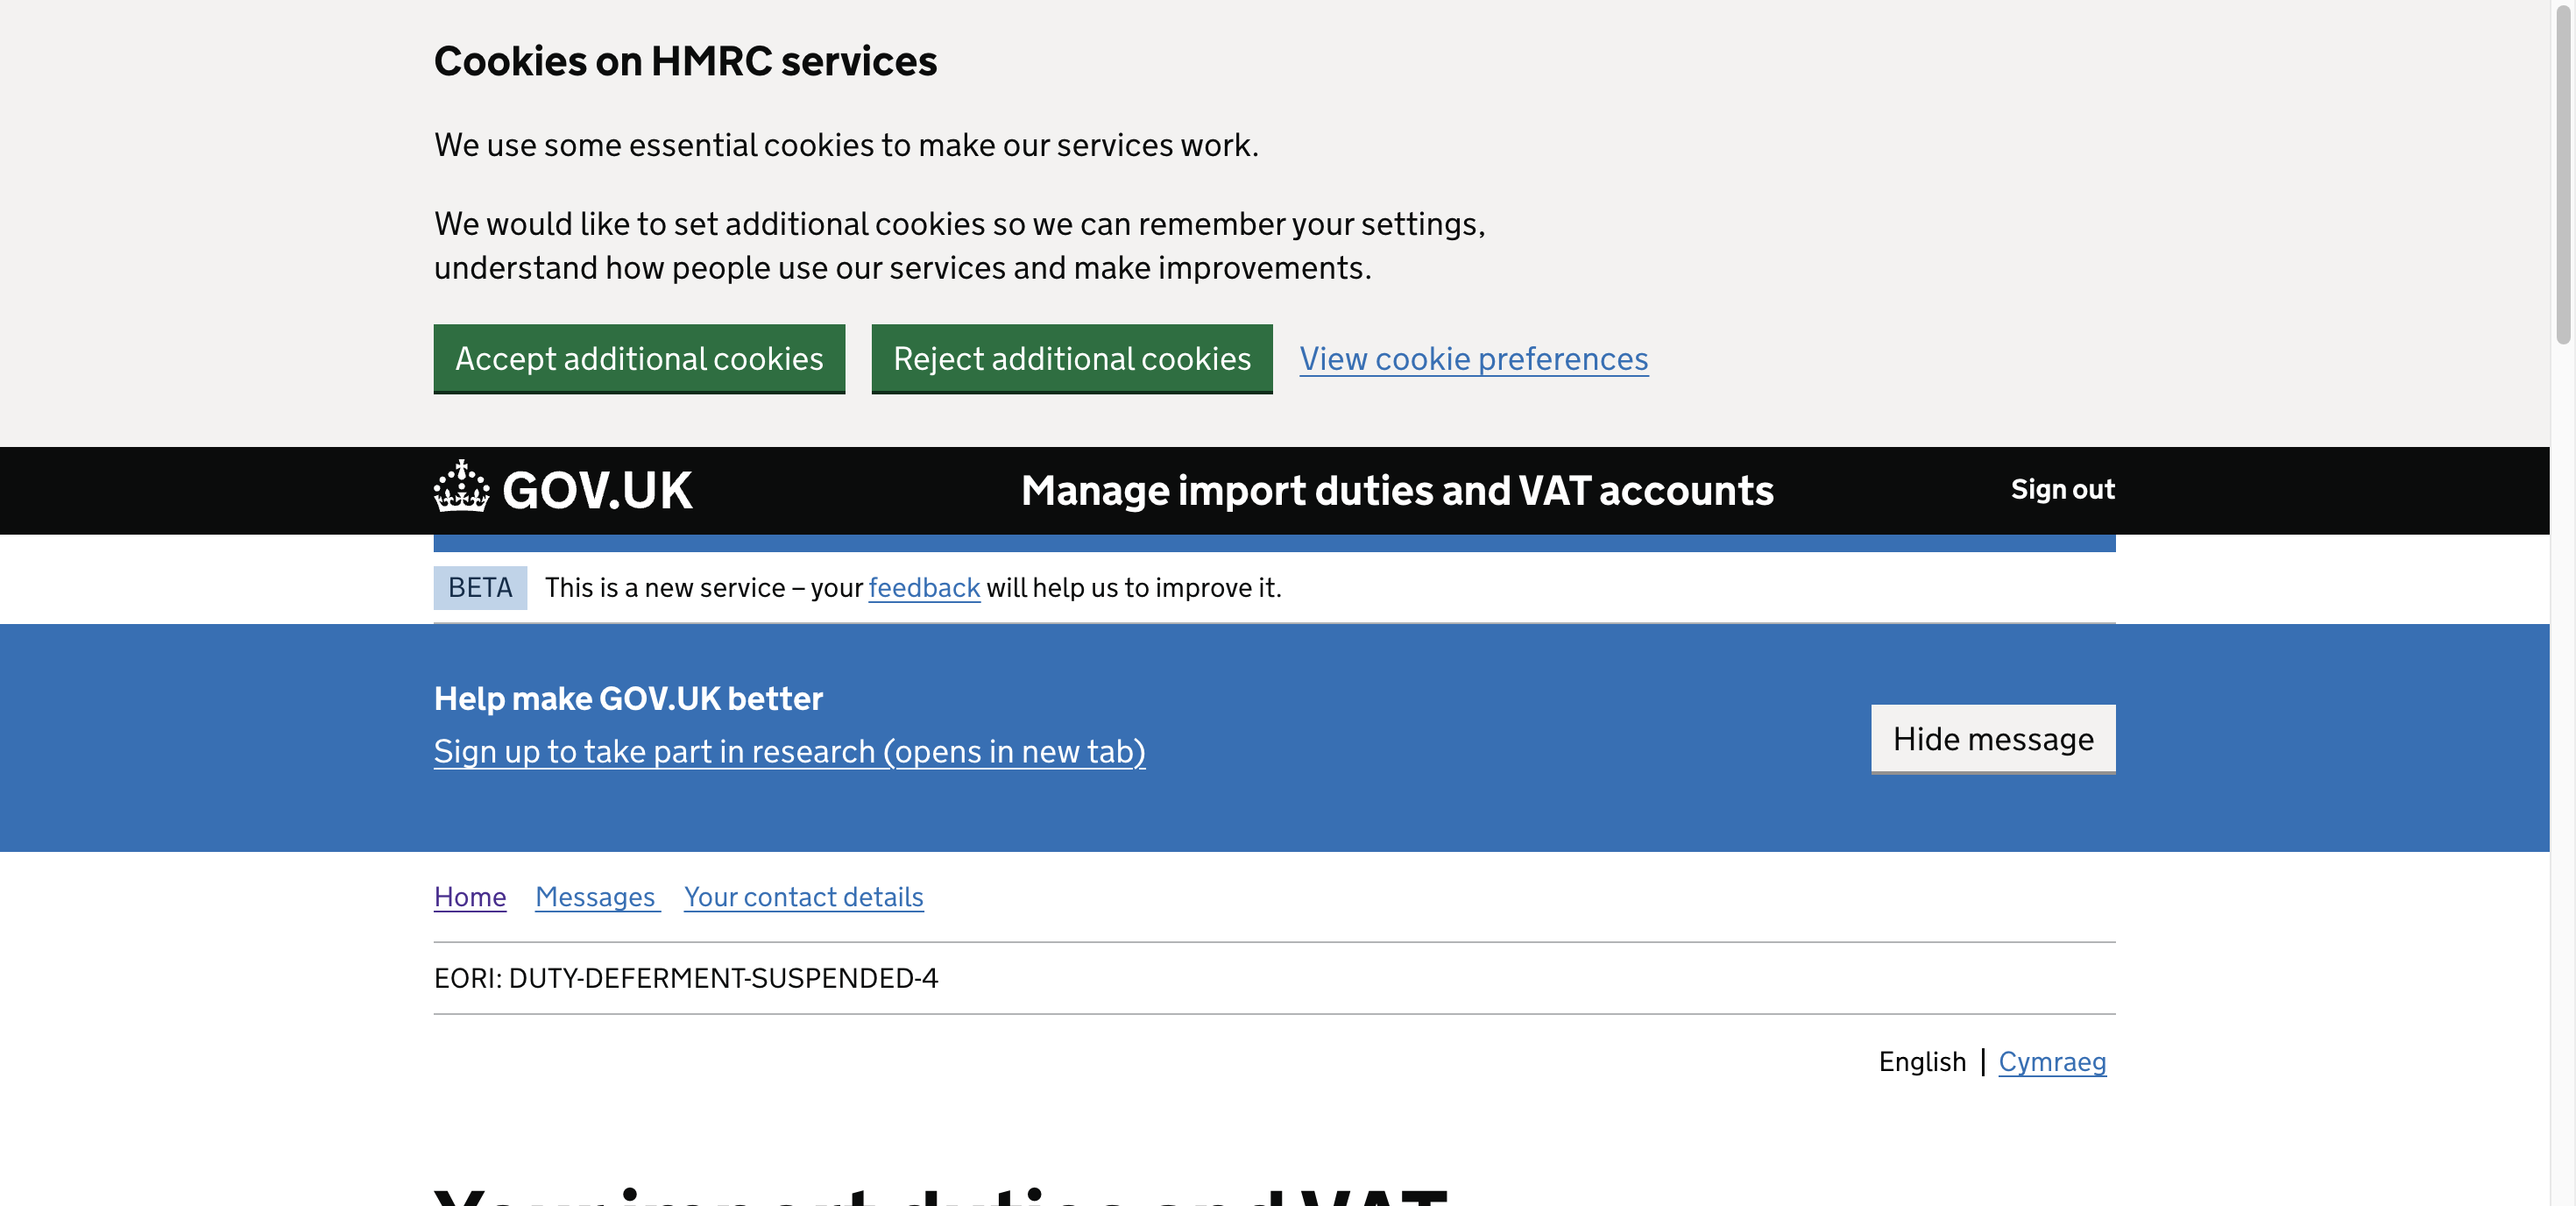 Cookies on HMRC services
We use some essential cookies to make our services work.
We would like to set additional cookies so we can remember your settings,
understand how people use our services and make improvements.
Accept additional cookies Reject additional cookies View cookie preferences
GOV.UK Manage import duties and VAT accounts Sign out
BETA This is a new service – your feedback will help us to improve it.
Help make GOV.UK better
Sign up to take part in research (opens in new tab)
Hide message
Home Messages Your contact details
EORI: DUTY-DEFERMENT-SUSPENDED-4
English | Cymraeg
Your import duties and VAT